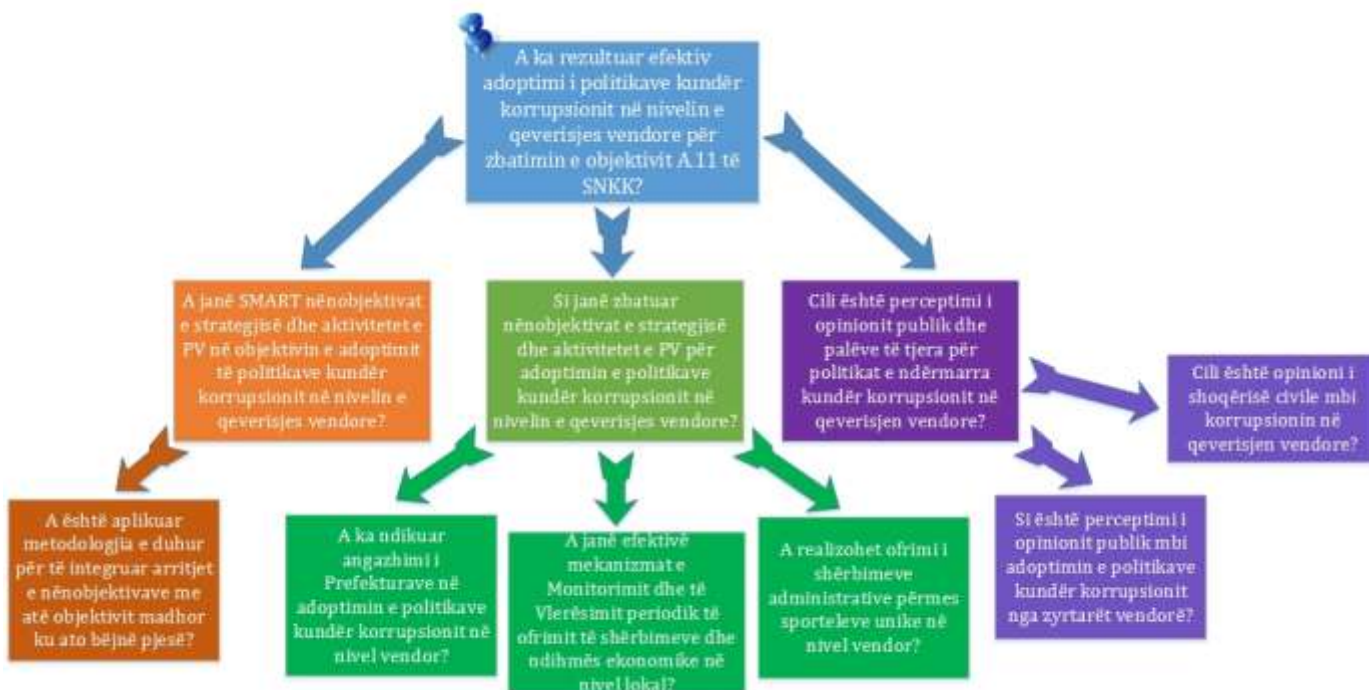 A ka rezultuar efektiv
adoptimi i politikave kundër
korrupsionit në nivelin e
qeverisjes vendore për
zbatimin e objektivit A.11 të
SNKK?
A janë SMART nënobjektivat
e strategjisë dhe aktivitetet e
PV në objektivin e adoptimit
të politikave kundër
korrupsionit në nivelin e
qeverisjes vendore?
Si janë zbatuar
nënobjektivat e strategjisë
dhe aktivitetet e PV për
adoptimin e politikave
kundër korrupsionit në
nivelin e qeverisjes vendore?
Cili është perceptimi i
opinionit publik dhe
palëve të tjera për
politikat e ndërmarra
kundër korrupsionit në
qeverisjen vendore?
Cili është opinioni i
shoqërisë civile mbi
korrupsionin në
qeverisjen vendore?
A është aplikuar
metodologjia e duhur
për të integruar arritjet
e nënobjektivave me
atë objektivit madhor
ku ato bëjnë pjesë?
A ka ndikuar
angazhimi i
Prefekturave në
adoptimin e politikave
kundër korrupsionit në
nivel vendor?
A janë efektivë
mekanizmat e
Monitorimit dhe të
Vlerësimit periodik të
ofrimit të shërbimeve dhe
ndihmës ekonomike në
nivel lokal?
A realizohet ofrimi i
shërbimeve
administrative përmes
sporteleve unike në
nivel vendor?
Si është perceptimi i
opinionit publik mbi
adoptimin e politikave
kundër korrupsionit
nga zyrtarët vendorë?